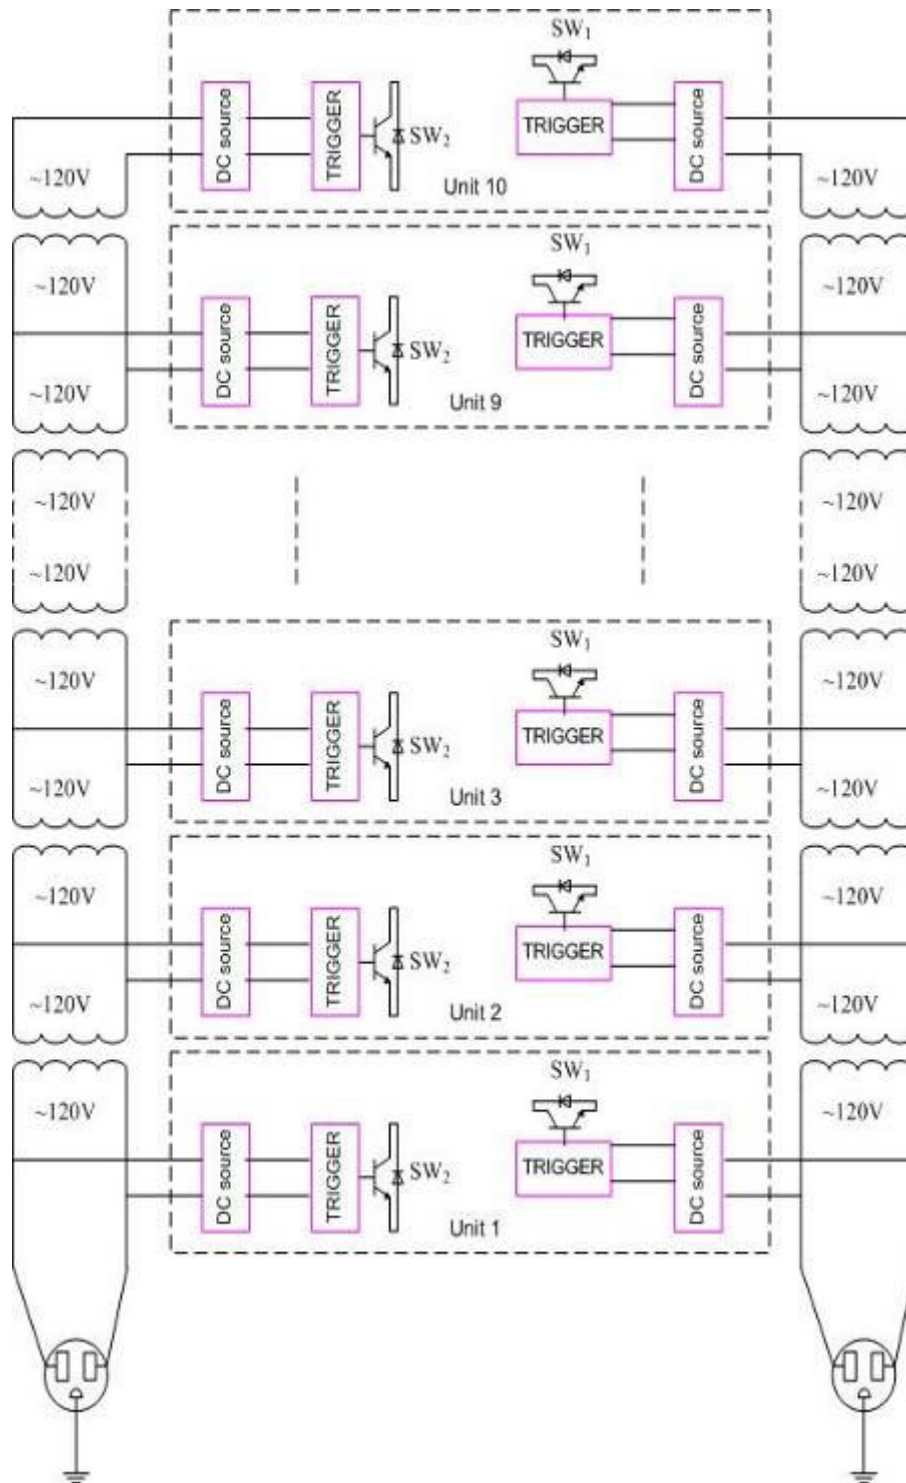 SW1
DC source
TRIGGER
SW2
TRIGGER
DC source
~120V
Unit 10
~120V
SW1
~120V
DC source
TRIGGER
SW2
TRIGGER
DC source
~120V
~120V
Unit 9
~120V
~120V
~120V
~120V
~120V
SW1
~120V
DC source
TRIGGER
SW2
TRIGGER
DC source
~120V
~120V
Unit 3
~120V
SW1
~120V
DC source
TRIGGER
SW2
TRIGGER
DC source
~120V
~120V
Unit 2
~120V
SW1
~120V
DC source
TRIGGER
SW2
TRIGGER
DC source
~120V
Unit 1